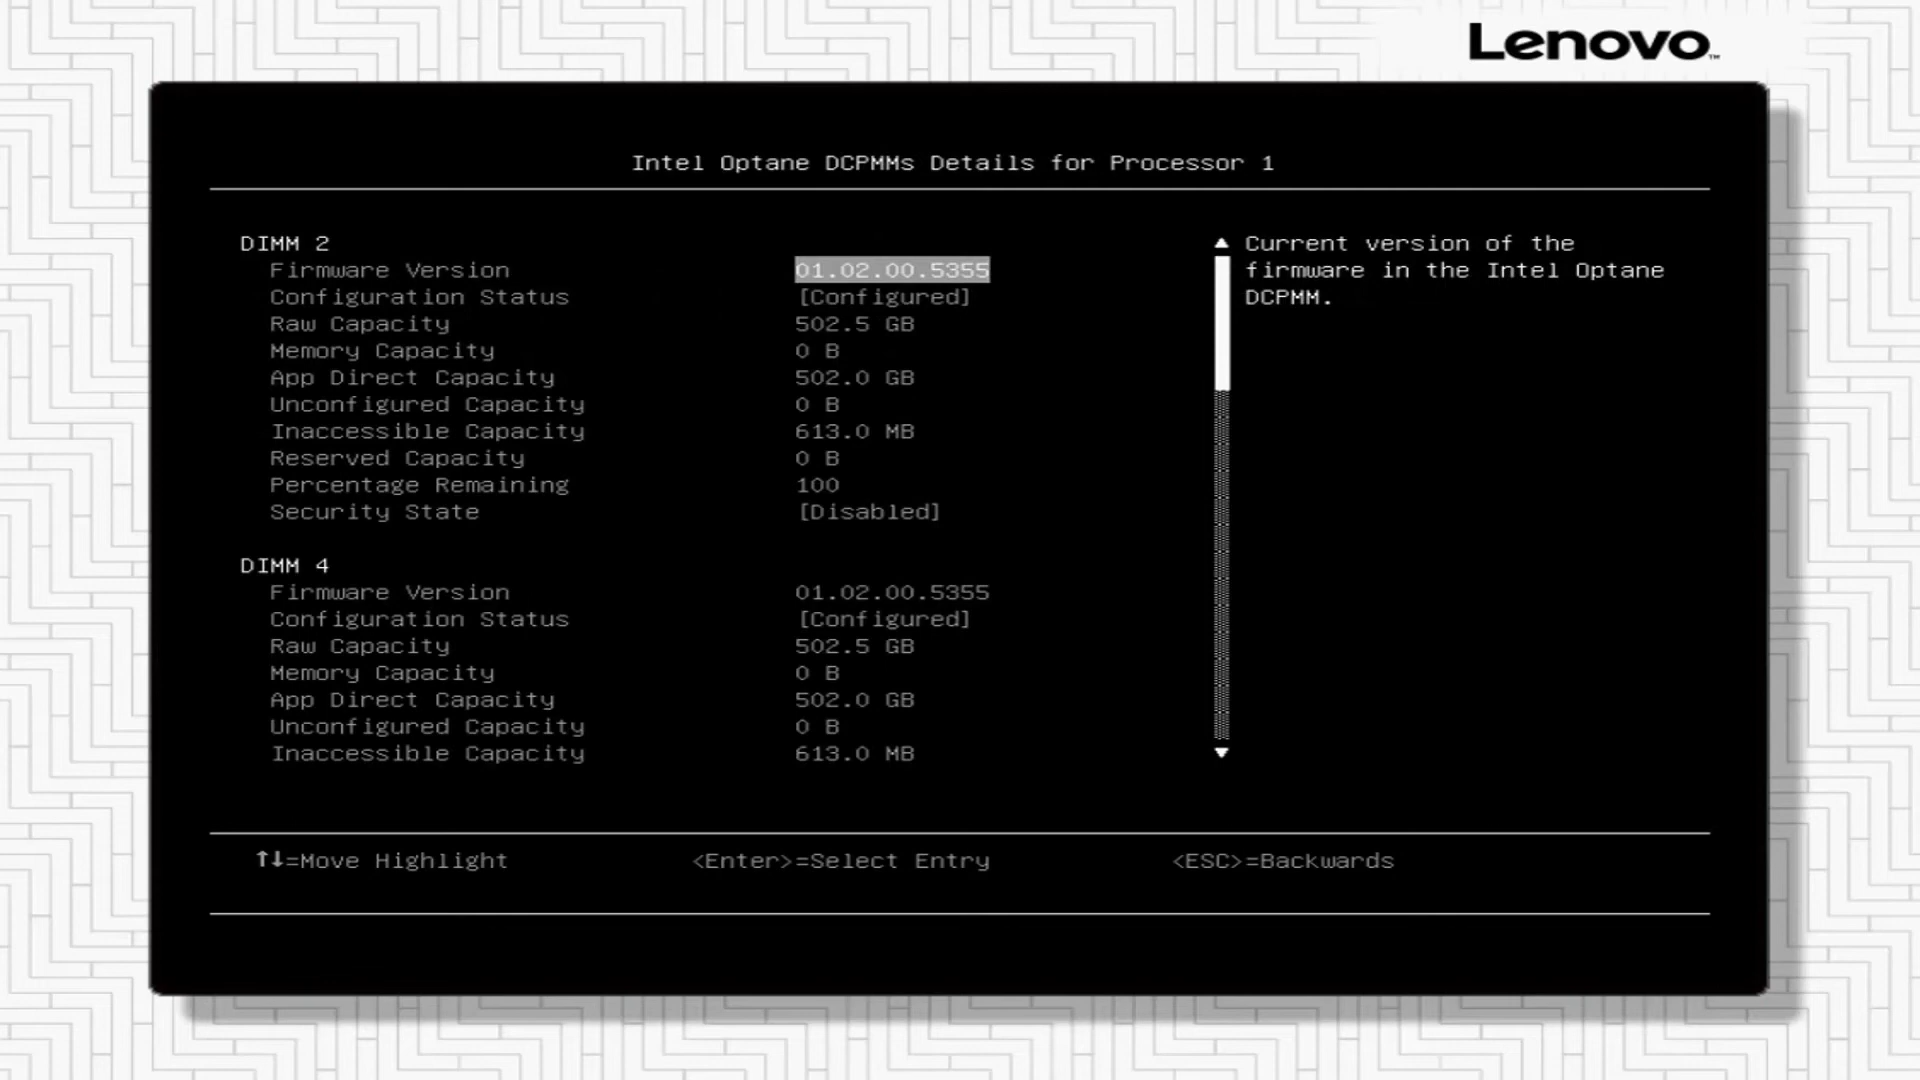 Lenovo™
Intel Optane DCPMMs Details for Processor 1
DIMM 2
Firmware Version 01.02.00.5355
Configuration Status [Configured]
Raw Capacity 502.5 GB
Memory Capacity 0 B
App Direct Capacity 502.0 GB
Unconfigured Capacity 0 B
Inaccessible Capacity 613.0 MB
Reserved Capacity 0 B
Percentage Remaining 100
Security State [Disabled]
DIMM 4
Firmware Version 01.02.00.5355
Configuration Status [Configured]
Raw Capacity 502.5 GB
Memory Capacity 0 B
App Direct Capacity 502.0 GB
Unconfigured Capacity 0 B
Inaccessible Capacity 613.0 MB
Current version of the
firmware in the Intel Optane
DCPMM.
↑↓=Move Highlight <Enter>=Select Entry <ESC>=Backwards